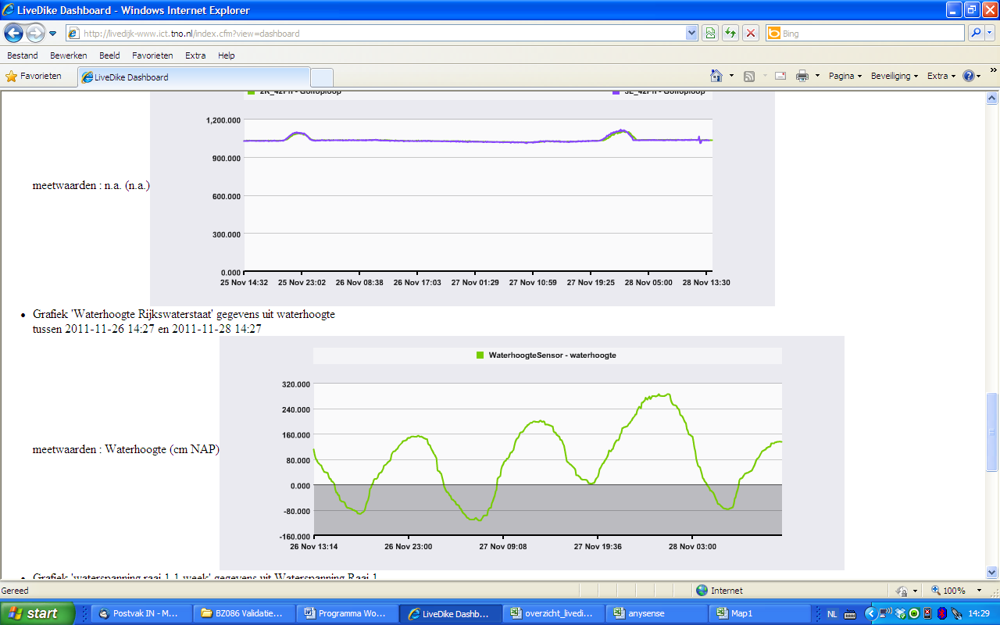 LiveDike Dashboard - Windows Internet Explorer
http://livedijk-www.ict.tno.nl/index.cfm?view=dashboard
Bing
Bestand Bewerken Beeld Favorieten Extra Help
Favorieten LiveDike Dashboard Pagina Beveiliging Extra
2R_42PH - Golfoploop 3E_42PH - Golfoploop
1,200.000
900.000
meetwaarden : n.a. (n.a.)
600.000
300.000
0.000
25 Nov 14:32 25 Nov 23:02 26 Nov 08:38 26 Nov 17:03 27 Nov 01:29 27 Nov 10:59 27 Nov 19:25 28 Nov 05:00 28 Nov 13:30
• Grafiek 'Waterhoogte Rijkswaterstaat' gegevens uit waterhoogte
tussen 2011-11-26 14:27 en 2011-11-28 14:27
WaterhoogteSensor - waterhoogte
320.000
240.000
160.000
meetwaarden : Waterhoogte (cm NAP)
80.000
0.000
-80.000
-160.000
26 Nov 13:14 26 Nov 23:00 27 Nov 09:08 27 Nov 19:36 28 Nov 03:00
• Grafiek 'waterspanning raai 1 1 week' gegevens uit Waterspanning Raai 1
Gereed Internet 100%
start Postvak IN - M... BZ086 Validatie... Programma Wo... LiveDike Dashb... overzicht_livedi... anysense Map1 NL 14:29